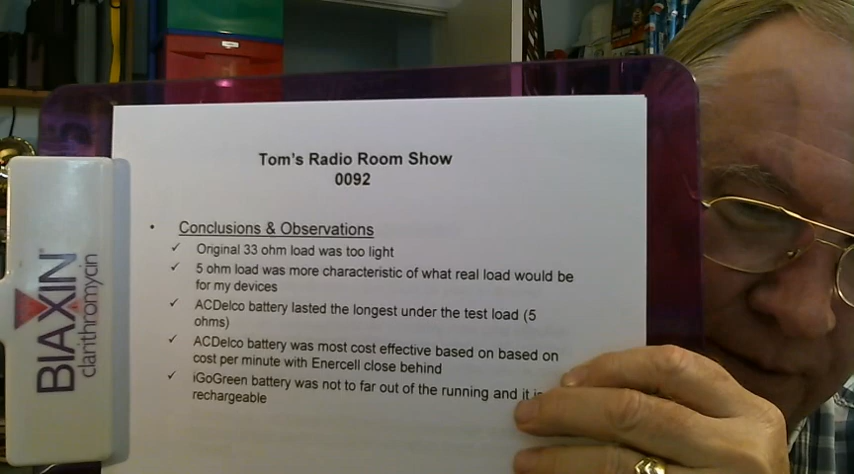 Tom's Radio Room Show
0092
• Conclusions & Observations
✓ Original 33 ohm load was too light
✓ 5 ohm load was more characteristic of what real load would be
for my devices
✓ ACDelco battery lasted the longest under the test load (5
ohms)
✓ ACDelco battery was most cost effective based on based on
cost per minute with Enercell close behind
✓ iGoGreen battery was not to far out of the running and it
rechargeable
BIAXIN®
clarithromycin